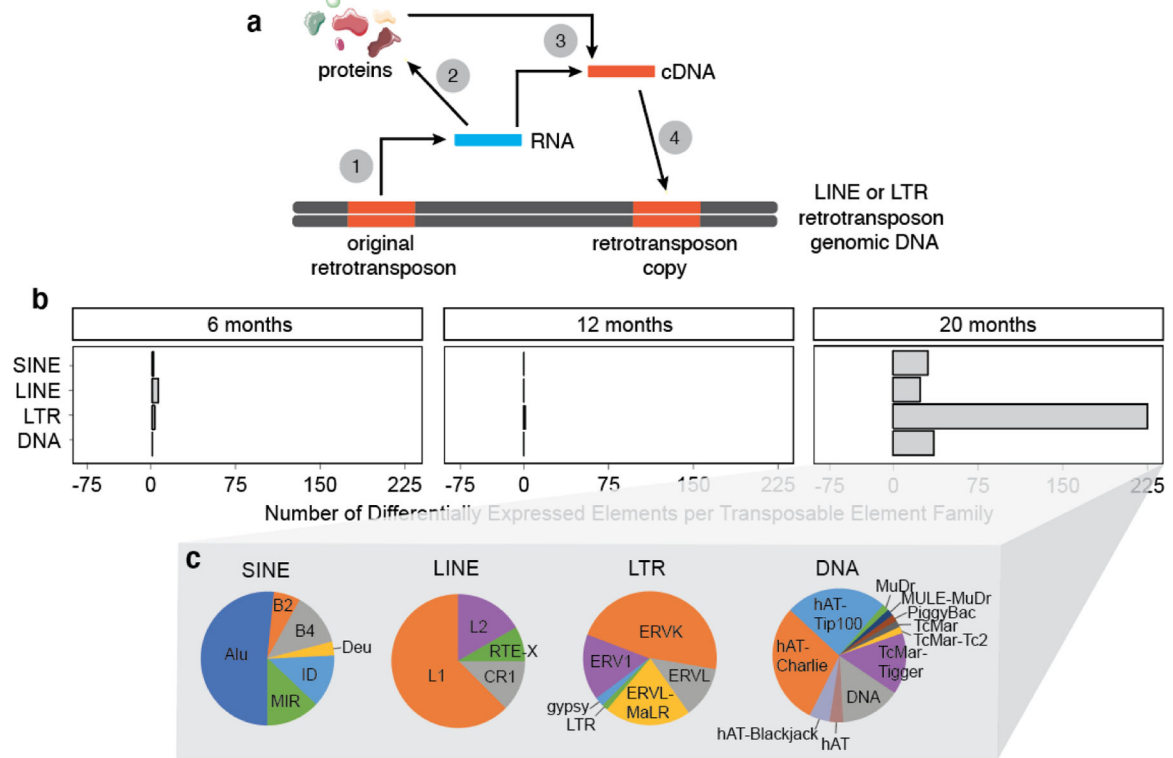 a
proteins
1
2
3
4
cDNA
RNA
LINE or LTR
retrotransposon
genomic DNA
original
retrotransposon
retrotransposon
copy
b
6 months
12 months
20 months
SINE
LINE
LTR
DNA
-75 0 75 150 225
-75 0 75 150 225
-75 0 75 150 225
Number of Differentially Expressed Elements per Transposable Element Family
c
SINE
B2
B4
Deu
ID
MIR
Alu
LINE
L2
RTE-X
CR1
L1
LTR
ERVK
ERVL
ERVL-
MaLR
LTR
gypsy
ERV1
DNA
MuDr
MULE-MuDr
PiggyBac
TcMar
TcMar-Tc2
TcMar-
Tigger
DNA
hAT
hAT-Blackjack
hAT-
Charlie
hAT-
Tip100